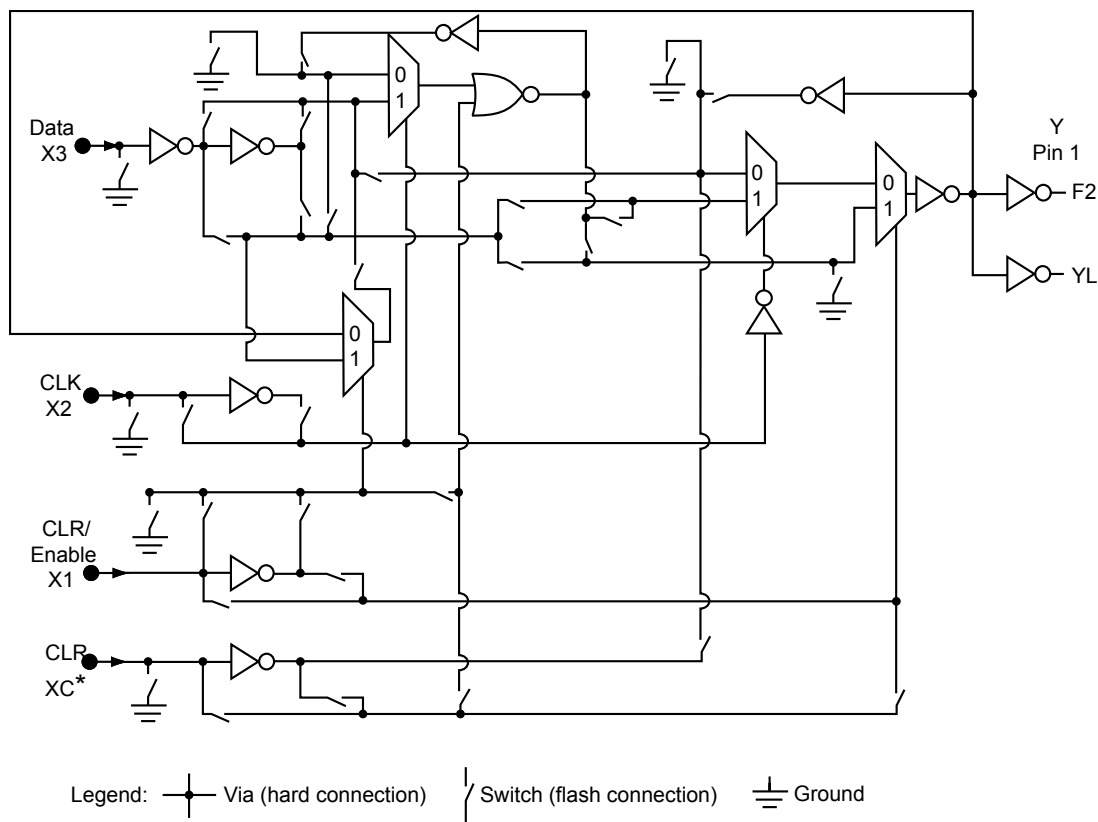 0
1
Data
X3
0
1
0
1
Y
Pin 1
F2
YL
0
1
CLK
X2
CLR/
Enable
X1
CLR
XC*
Legend: Via (hard connection) Switch (flash connection) Ground